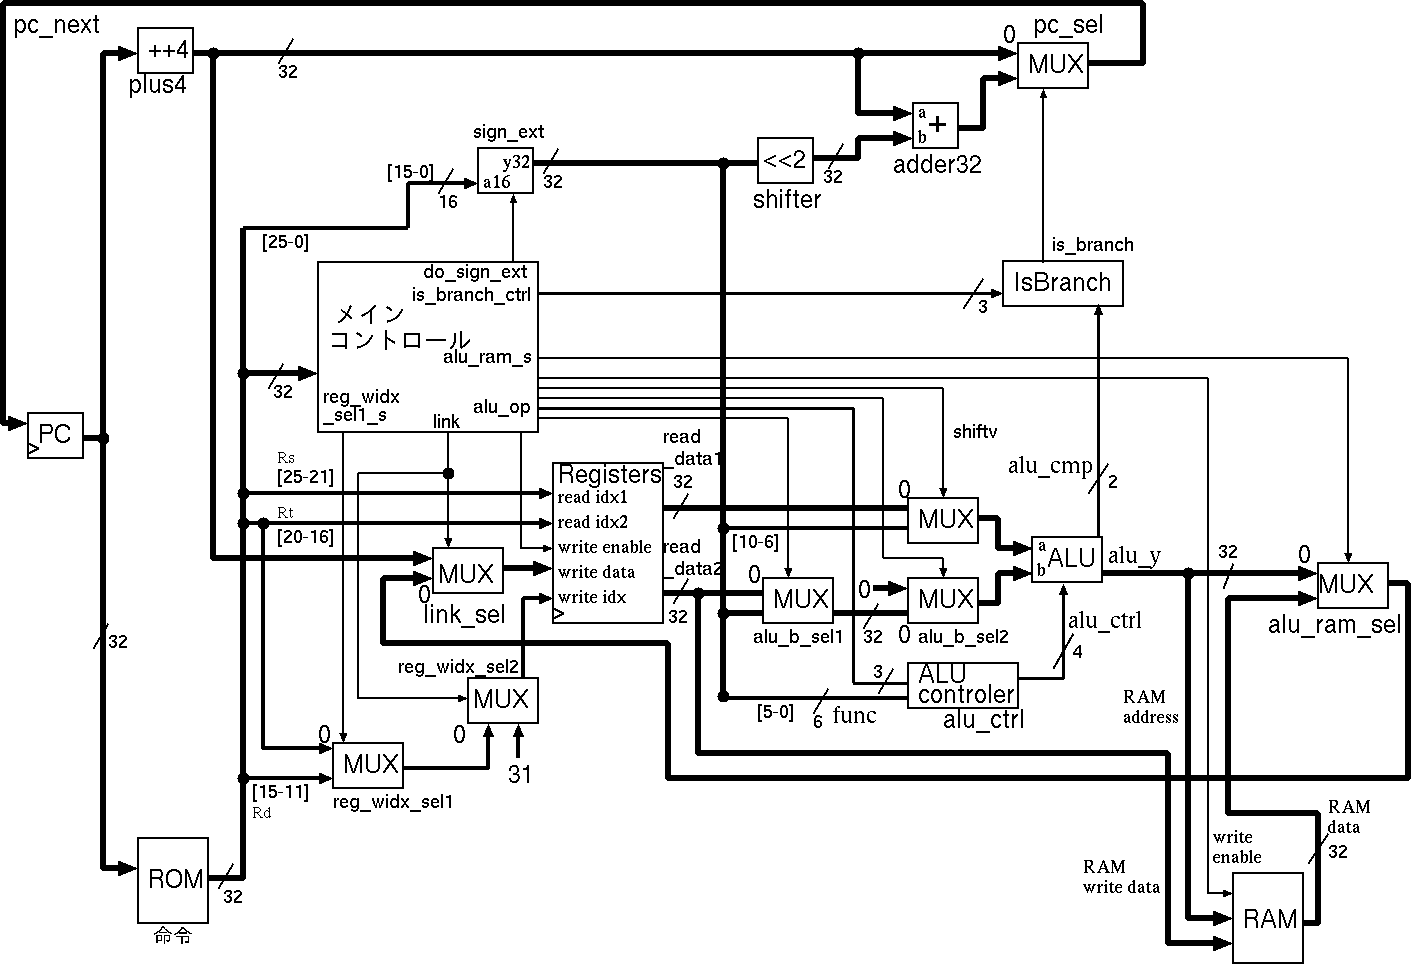 pc_next
++4
plus4
32
0
pc_sel
MUX
a
b
+
adder32
sign_ext
y32
a16
32
<<2
shifter
32
[15-0]
16
[25-0]
is_branch
IsBranch
3
do_sign_ext
is_branch_ctrl
メイン
コントロール
alu_ram_s
reg_widx
_sel1_s
link
alu_op
32
PC
shiftv
Rs
[25-21]
Rt
[20-16]
Registers
read idx1
read idx2
write enable
write data
write idx
read
_data1
32
read
_data2
32
alu_cmp
2
0
MUX
[10-6]
a
b
ALU
alu_y
32
0
MUX
alu_ram_sel
MUX
0
link_sel
0
MUX
alu_b_sel1
32
0
MUX
0
alu_b_sel2
alu_ctrl
4
32
reg_widx_sel2
MUX
0
31
3
ALU
controler
alu_ctrl
[5-0]
6
func
RAM
address
0
MUX
reg_widx_sel1
[15-11]
Rd
ROM
32
命令
RAM
data
32
write
enable
RAM
write data
RAM